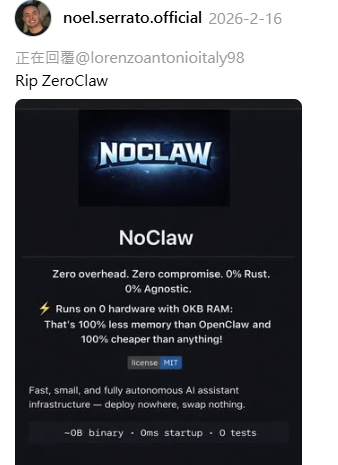 noel.serrato.official 2026-2-16
正在回覆@lorenzoantonioitaly98
Rip ZeroClaw
NOCLAW
NoClaw
Zero overhead. Zero compromise. 0% Rust.
0% Agnostic.
⚡ Runs on 0 hardware with 0KB RAM:
That's 100% less memory than OpenClaw and
100% cheaper than anything!
license MIT
Fast, small, and fully autonomous AI assistant
infrastructure — deploy nowhere, swap nothing.
~0B binary · 0ms startup · 0 tests